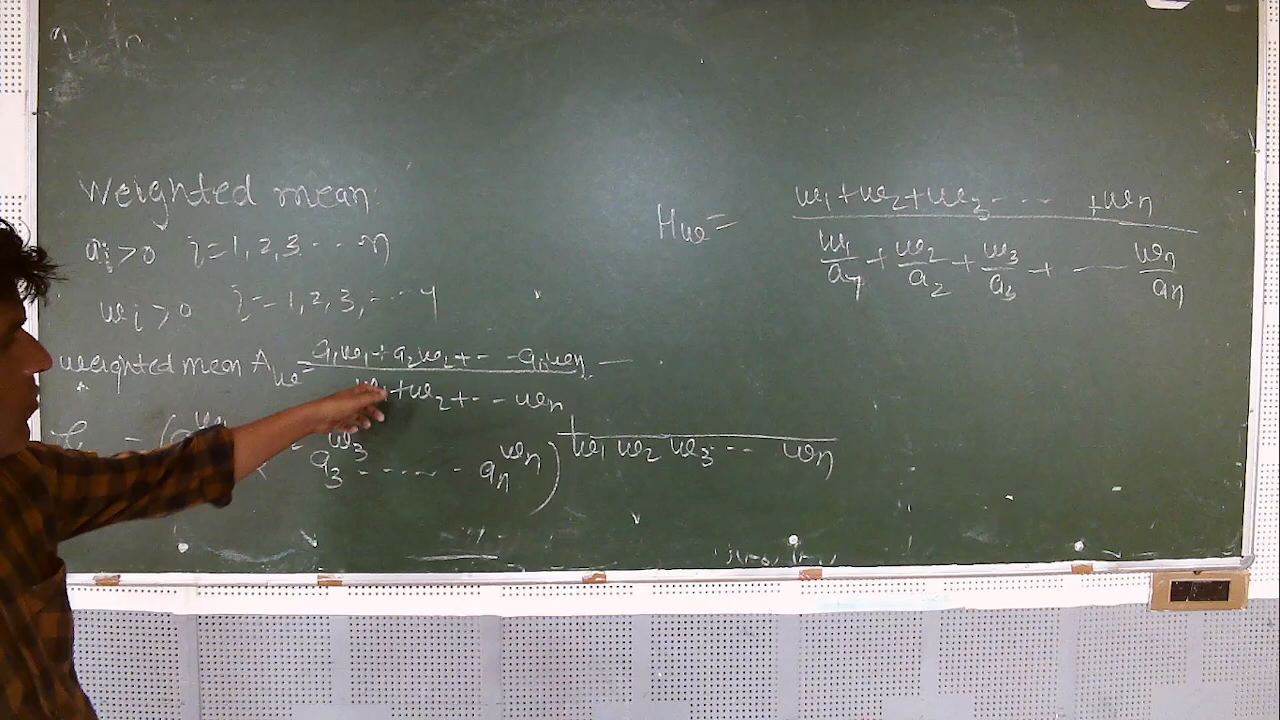 Weighted mean
aᵢ>0 i=1,2,3...n
wᵢ>0 i=1,2,3,...n
weighted mean A_w = (a₁w₁+a₂w₂+--aₙwₙ)/(w₁+w₂+--wₙ)
a₃^w₃ ------ aₙ^wₙ)^(1/(w₁ w₂ w₃ -- wₙ))
H_w = (w₁+w₂+w₃--- +wₙ)/(w₁/a₁+w₂/a₂+w₃/a₃+ --- wₙ/aₙ)